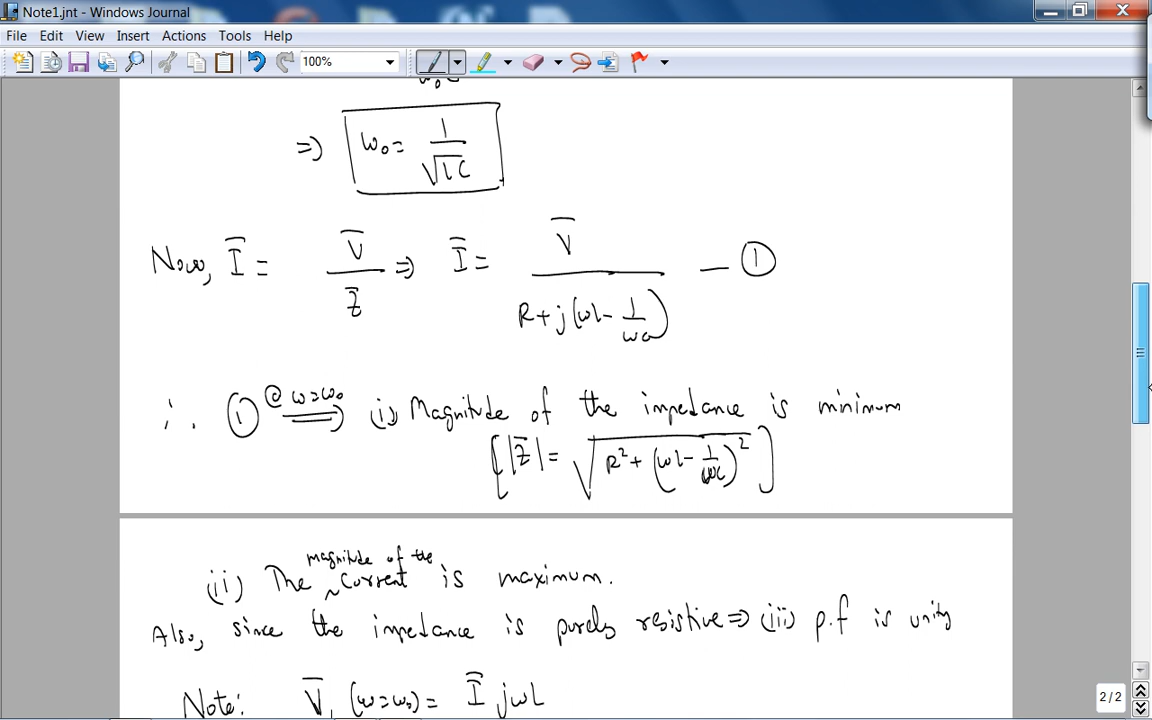 Note1.jnt - Windows Journal
File Edit View Insert Actions Tools Help
100%
=> ω₀ = 1/√LC
Now, I̅ = V̅/Z̅ => I̅ = V̅/(R + j(ωL - 1/ωC)) — ①
∴ ① @ ω=ω₀ => (i) Magnitude of the impedance is minimum
[|Z̅| = √(R² + (ωL - 1/ωC)²)]
(ii) The magnitude of the current is maximum.
Also, since the impedance is purely resistive => (iii) p.f is unity
Note: V̅ (ω=ω₀) = I̅ jωL
2 / 2